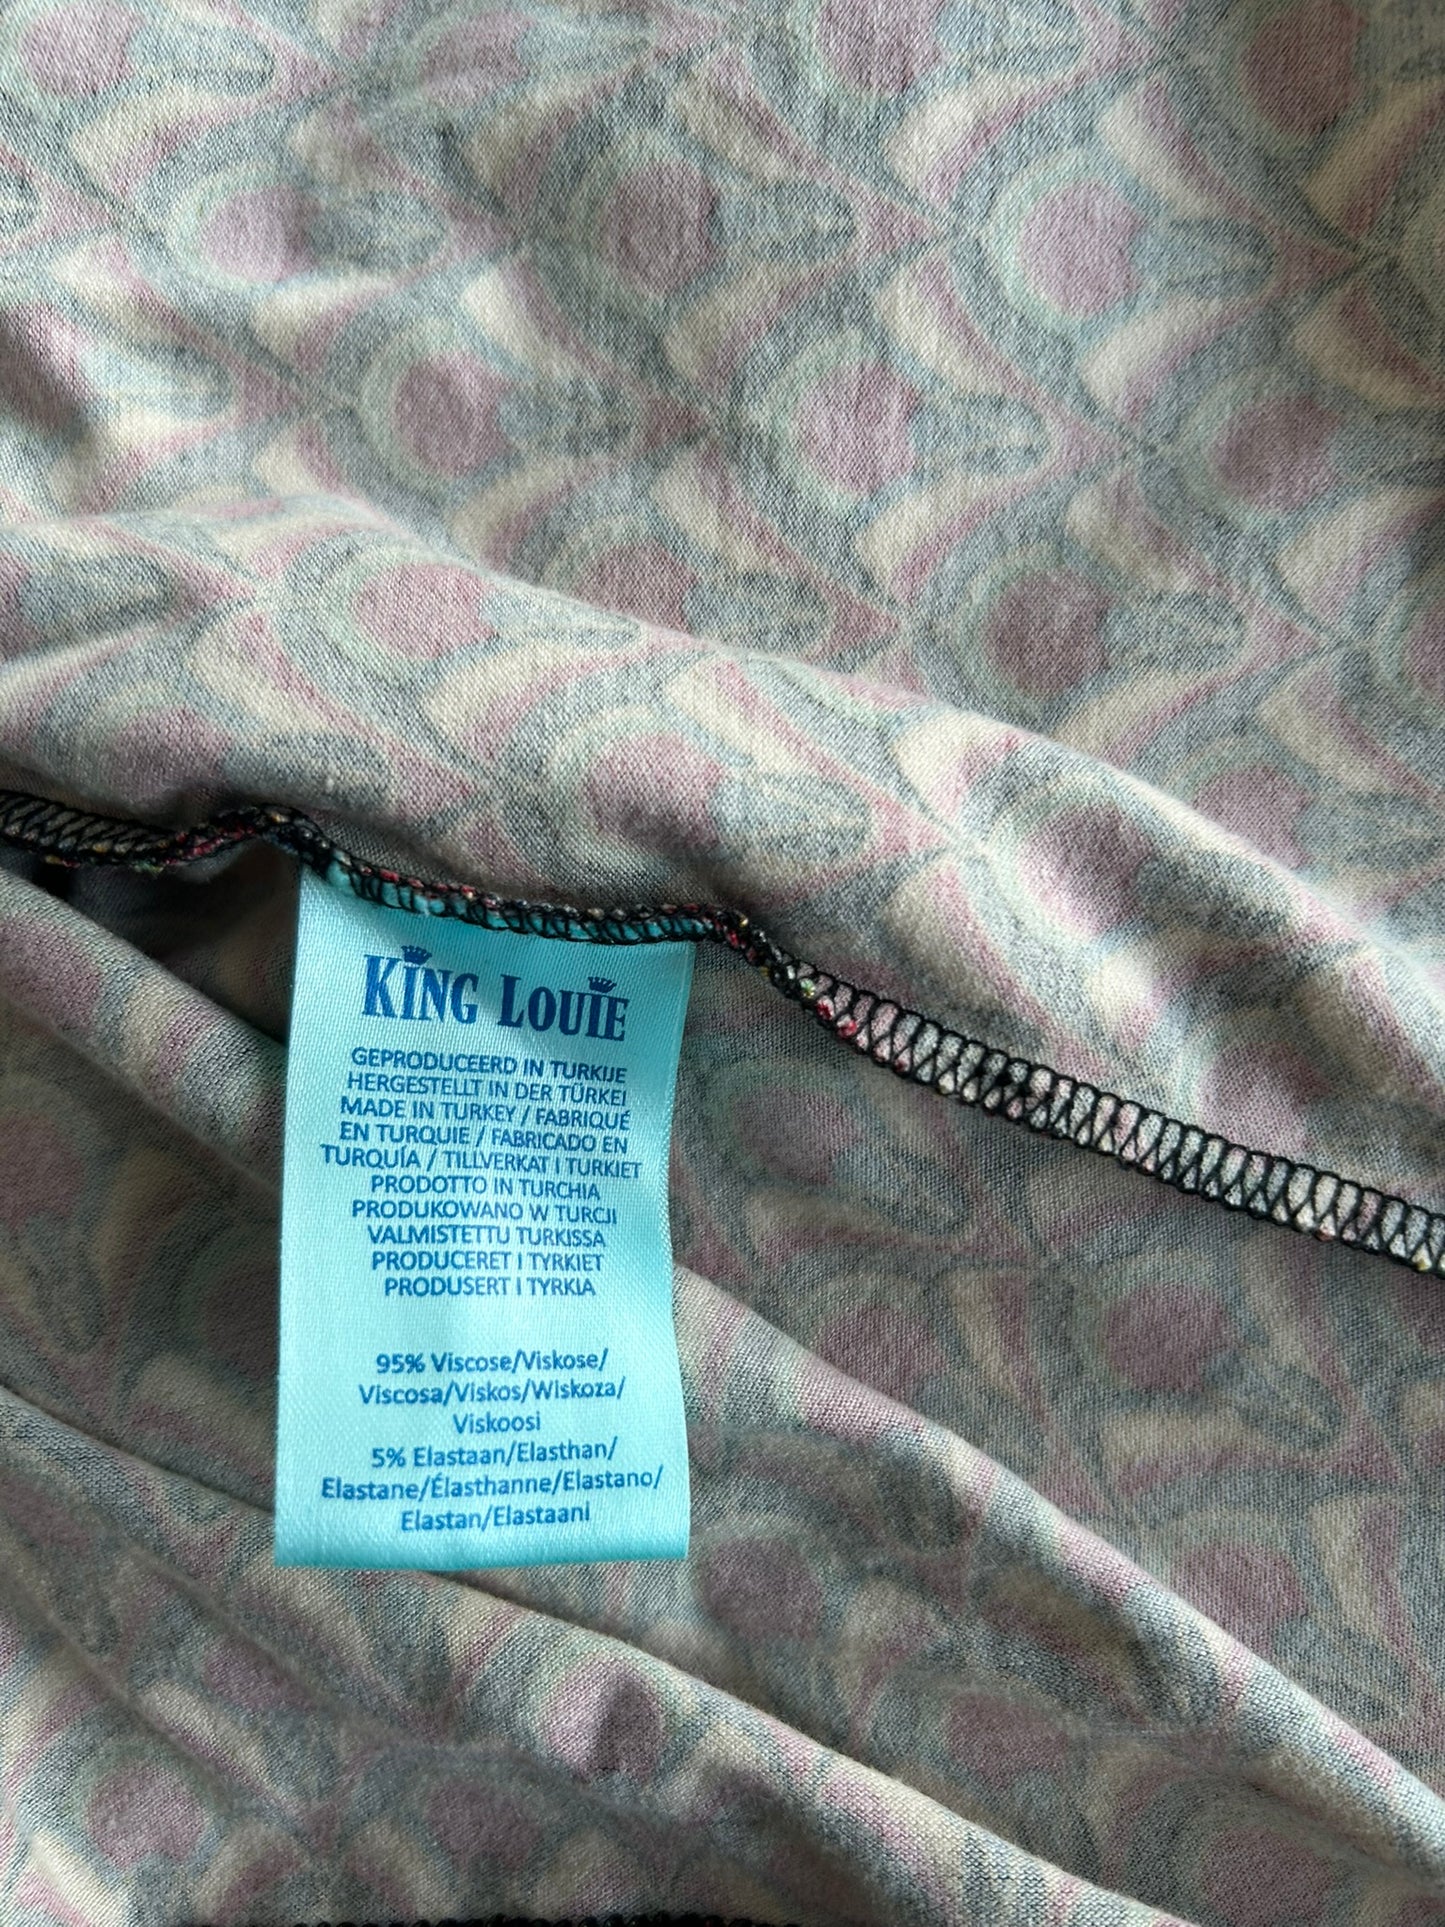 KING LOUIE
GEPRODUCEERD IN TURKIJE
HERGESTELLT IN DER TÜRKEI
MADE IN TURKEY / FABRIQUÉ
EN TURQUIE / FABRICADO EN
TURQUÍA / TILLVERKAT I TURKIET
PRODOTTO IN TURCHIA
PRODUKOWANO W TURCJI
VALMISTETTU TURKISSA
PRODUCERET I TYRKIET
PRODUSERT I TYRKIA
95% Viscose/Viskose/
Viscosa/Viskos/Wiskoza/
Viskoosi
5% Elastaan/Elasthan/
Elastane/Élasthanne/Elastano/
Elastan/Elastaani